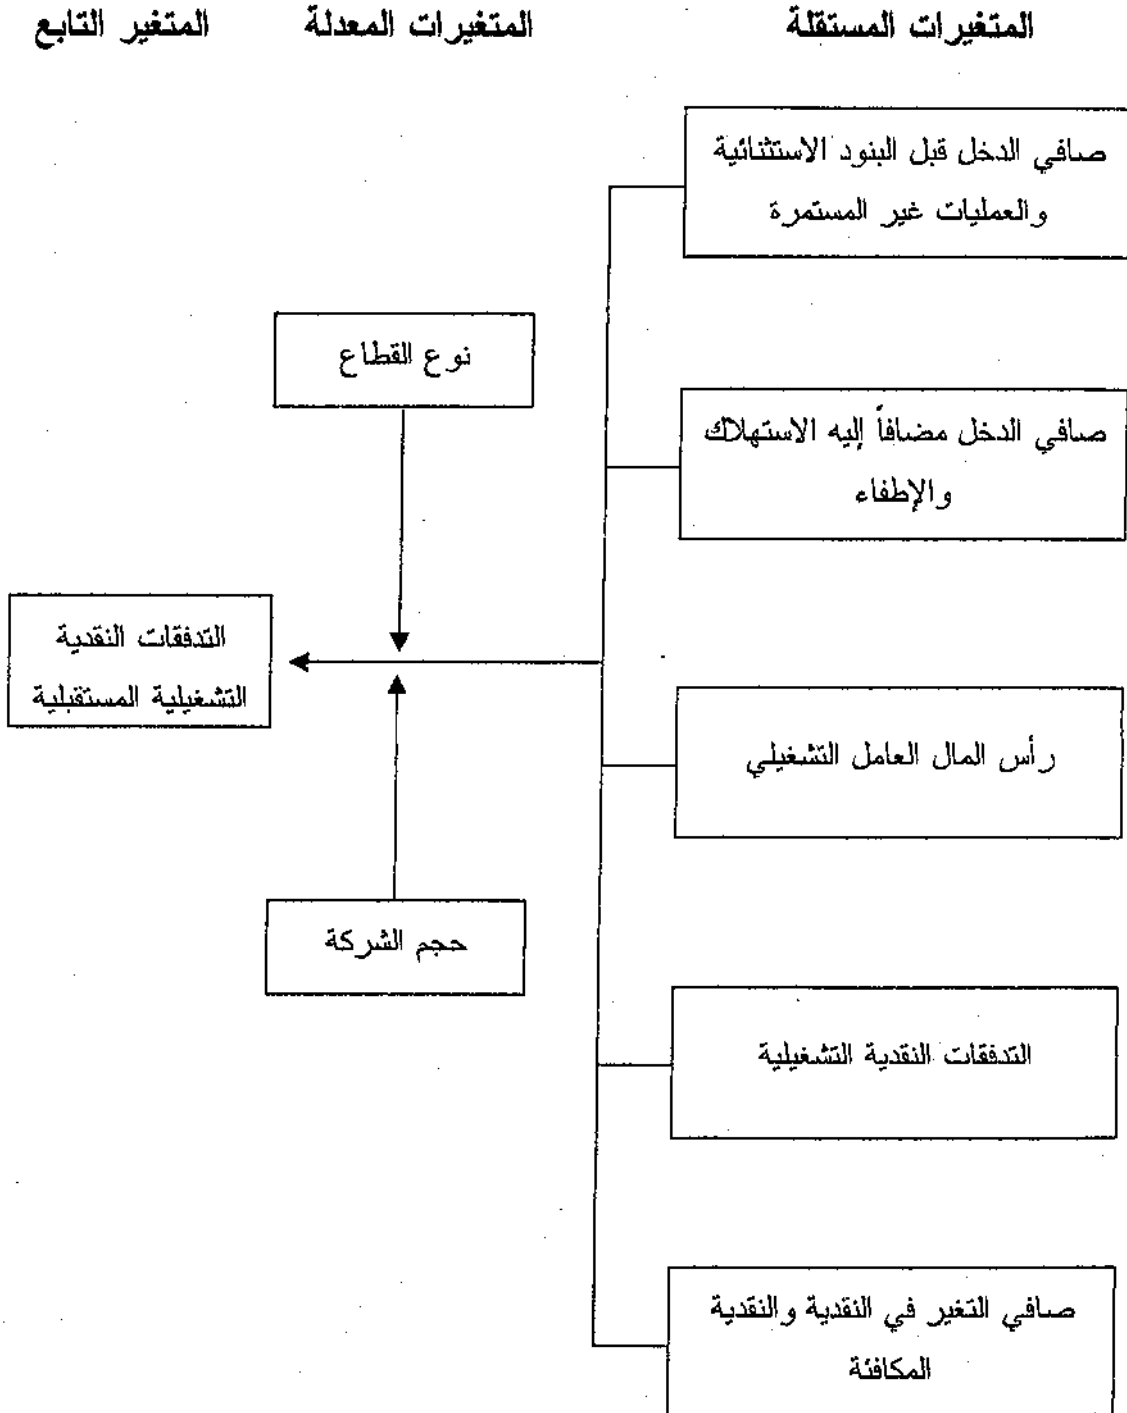 المتغيرات المستقلة
المتغيرات المعدلة
المتغير التابع
صافي الدخل قبل البنود الاستثنائية
والعمليات غير المستمرة
نوع القطاع
صافي الدخل مضافاً إليه الاستهلاك
والإطفاء
التدفقات النقدية
التشغيلية المستقبلية
رأس المال العامل التشغيلي
حجم الشركة
التدفقات النقدية التشغيلية
صافي التغير في النقدية والنقدية
المكافئة